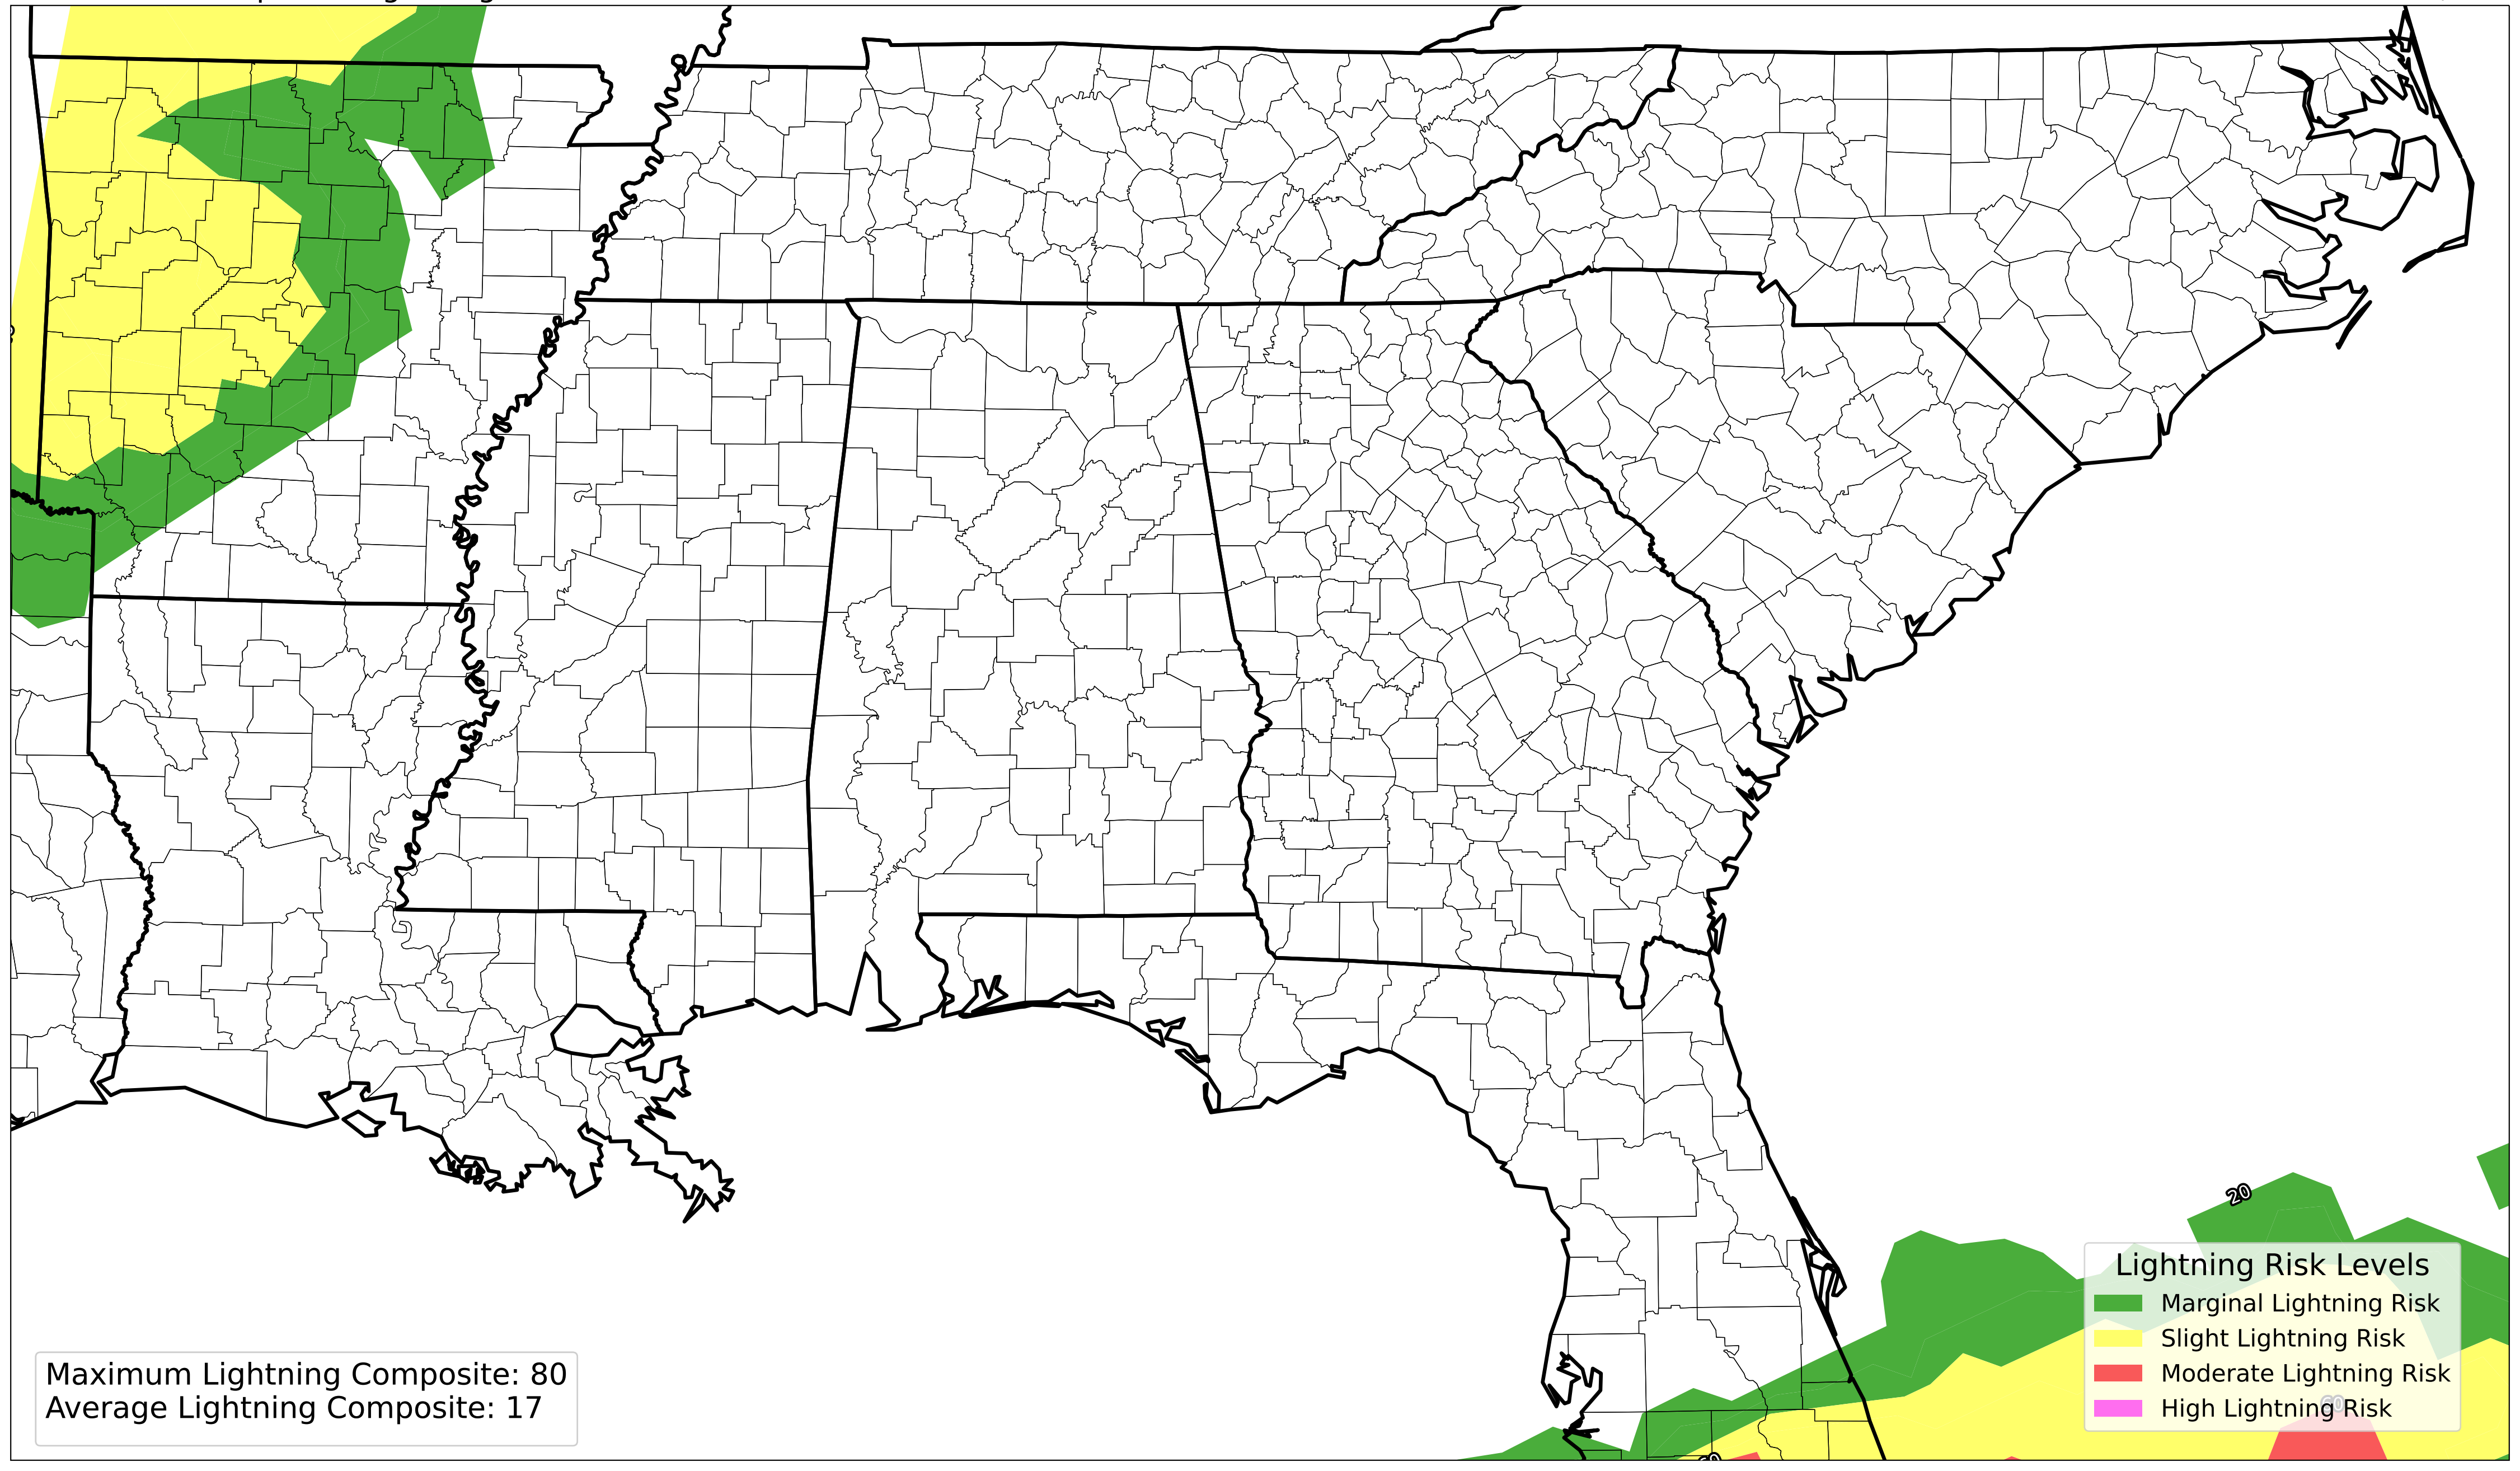 20
Lightning Risk Levels
Marginal Lightning Risk
Slight Lightning Risk
Moderate Lightning Risk
60
High Lightning Risk
Maximum Lightning Composite: 80
Average Lightning Composite: 17